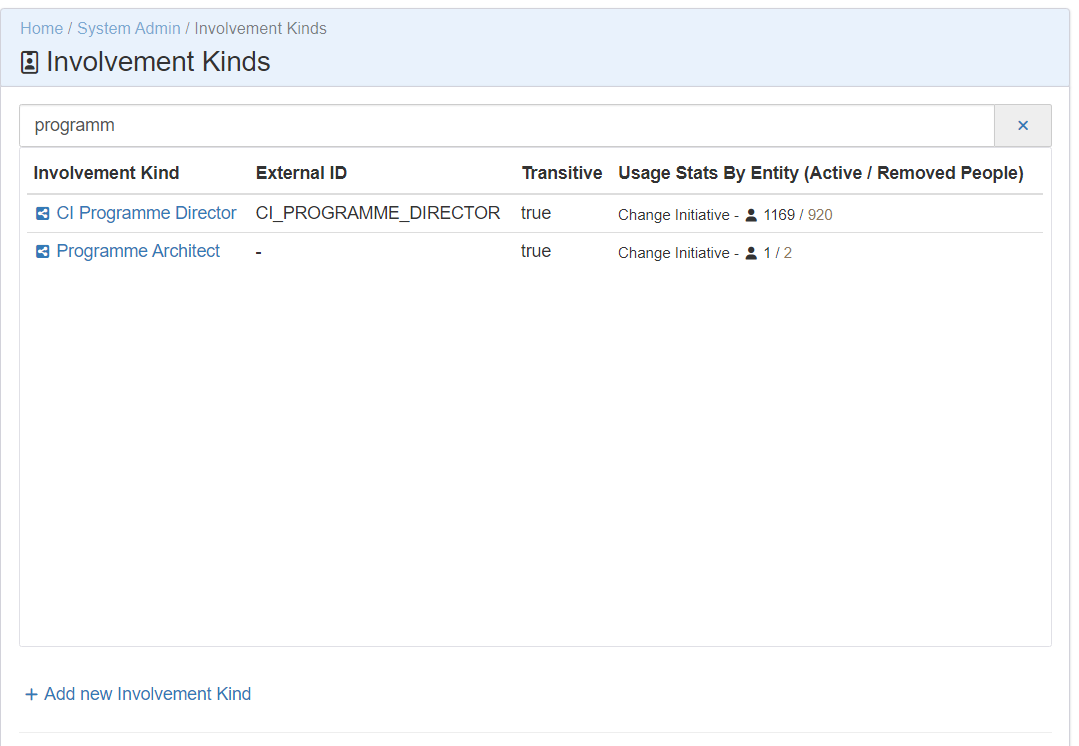 Home / System Admin / Involvement Kinds
Involvement Kinds
programm
Involvement Kind External ID Transitive Usage Stats By Entity (Active / Removed People)
CI Programme Director CI_PROGRAMME_DIRECTOR true Change Initiative - 1169 / 920
Programme Architect - true Change Initiative - 1 / 2
+ Add new Involvement Kind